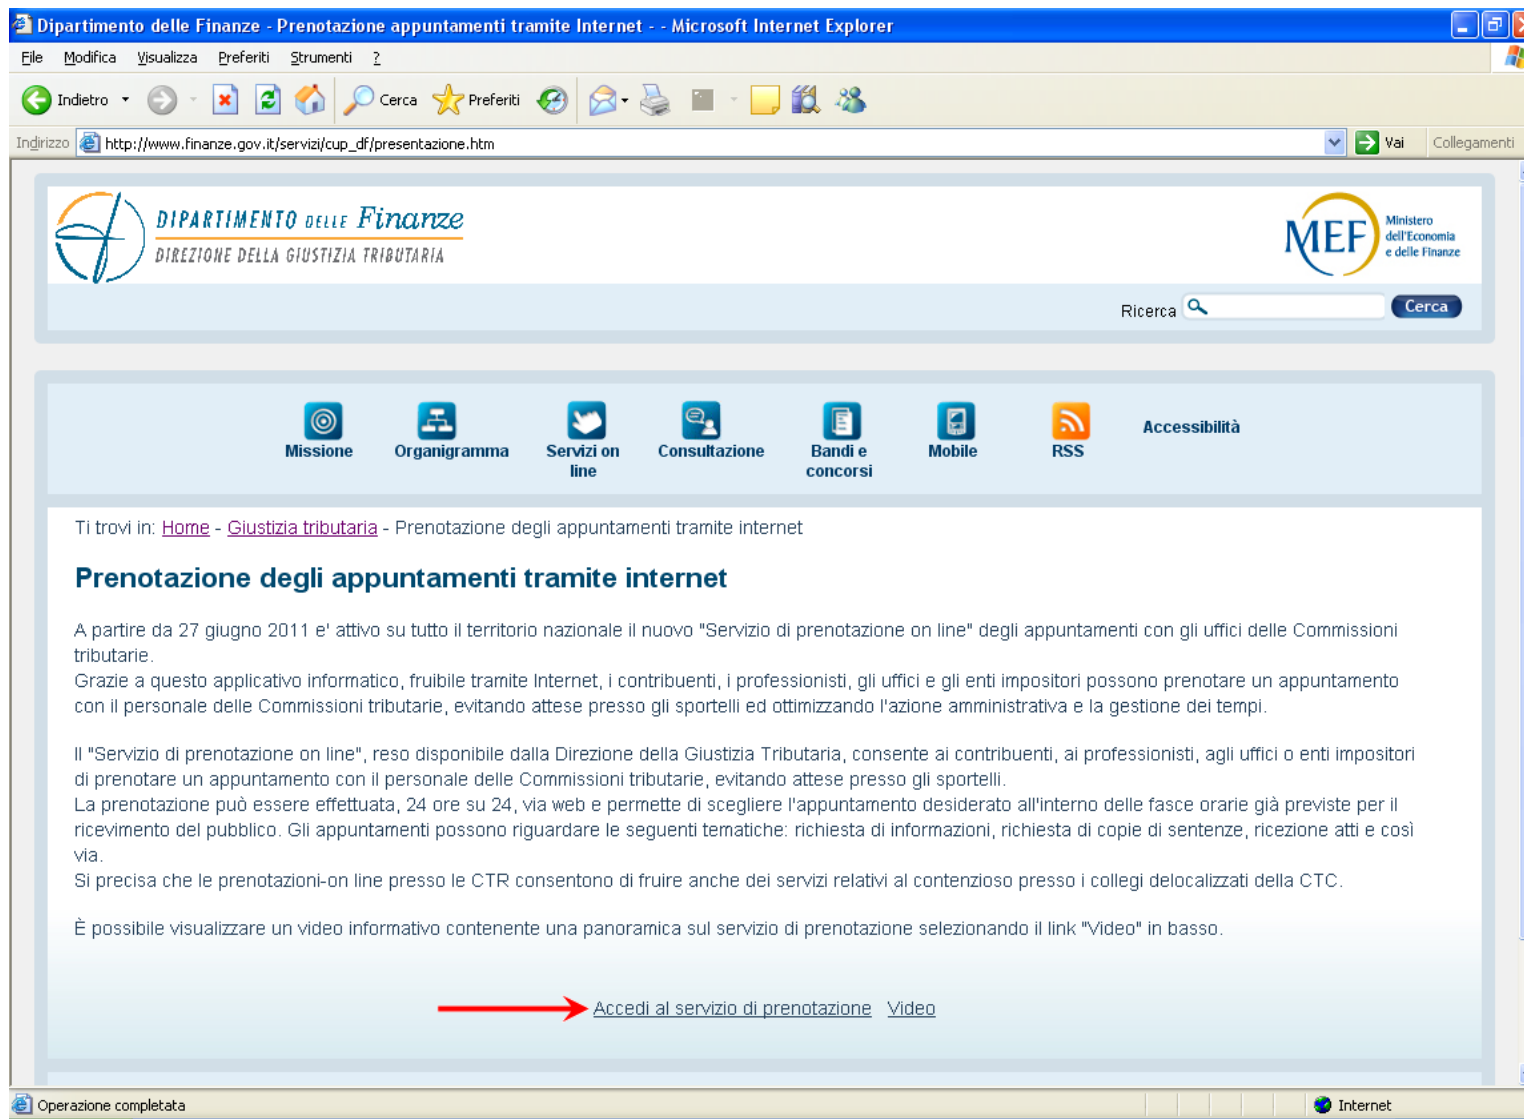 Dipartimento delle Finanze - Prenotazione appuntamenti tramite Internet - - Microsoft Internet Explorer
File Modifica Visualizza Preferiti Strumenti ?
Indietro Cerca Preferiti
Indirizzo http://www.finanze.gov.it/servizi/cup_df/presentazione.htm Vai Collegamenti
DIPARTIMENTO DELLE Finanze
DIREZIONE DELLA GIUSTIZIA TRIBUTARIA
MEF Ministero
dell'Economia
e delle Finanze
Ricerca Cerca
Missione Organigramma Servizi on line Consultazione Bandi e concorsi Mobile RSS Accessibilità
Ti trovi in: Home - Giustizia tributaria - Prenotazione degli appuntamenti tramite internet
Prenotazione degli appuntamenti tramite internet
A partire da 27 giugno 2011 e' attivo su tutto il territorio nazionale il nuovo "Servizio di prenotazione on line" degli appuntamenti con gli uffici delle Commissioni
tributarie.
Grazie a questo applicativo informatico, fruibile tramite Internet, i contribuenti, i professionisti, gli uffici e gli enti impositori possono prenotare un appuntamento
con il personale delle Commissioni tributarie, evitando attese presso gli sportelli ed ottimizzando l'azione amministrativa e la gestione dei tempi.
Il "Servizio di prenotazione on line", reso disponibile dalla Direzione della Giustizia Tributaria, consente ai contribuenti, ai professionisti, agli uffici o enti impositori
di prenotare un appuntamento con il personale delle Commissioni tributarie, evitando attese presso gli sportelli.
La prenotazione può essere effettuata, 24 ore su 24, via web e permette di scegliere l'appuntamento desiderato all'interno delle fasce orarie già previste per il
ricevimento del pubblico. Gli appuntamenti possono riguardare le seguenti tematiche: richiesta di informazioni, richiesta di copie di sentenze, ricezione atti e così
via.
Si precisa che le prenotazioni-on line presso le CTR consentono di fruire anche dei servizi relativi al contenzioso presso i collegi delocalizzati della CTC.
È possibile visualizzare un video informativo contenente una panoramica sul servizio di prenotazione selezionando il link "Video" in basso.
Accedi al servizio di prenotazione Video
Operazione completata Internet